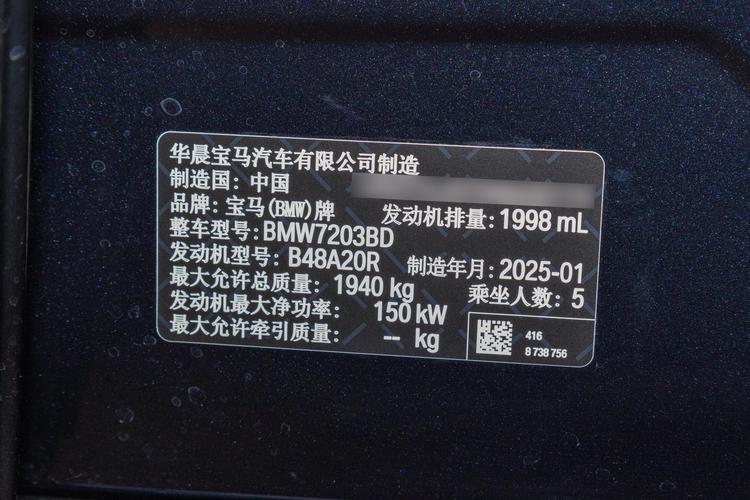 华晨宝马汽车有限公司制造
制造国：中国
品牌：宝马(BMW)牌 发动机排量：1998 mL
整车型号：BMW7203BD
发动机型号：B48A20R 制造年月：2025-01
最大允许总质量：1940 kg 乘坐人数：5
发动机最大净功率：150 kW
最大允许牵引质量：-- kg
416
8 738 756